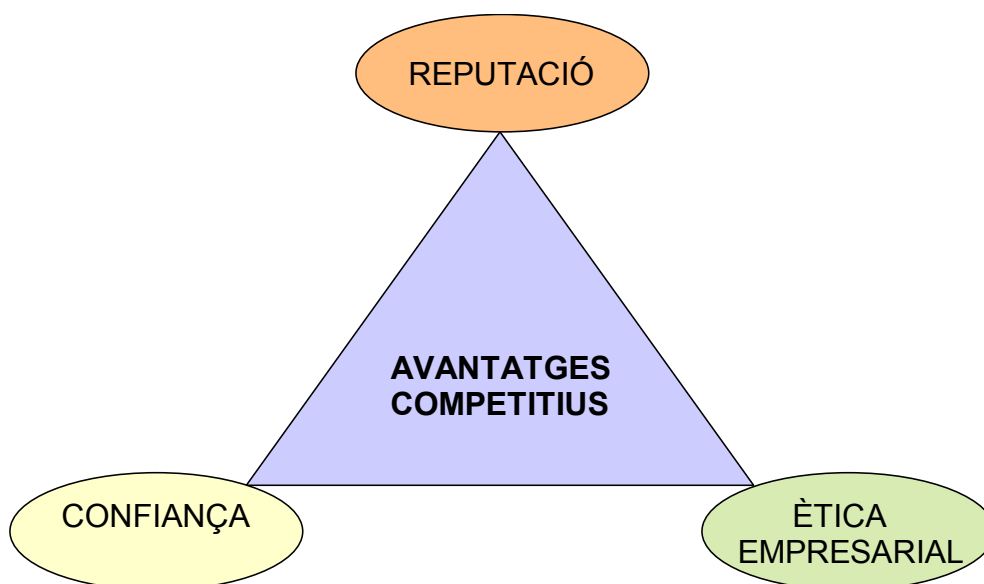 REPUTACIÓ
AVANTATGES
COMPETITIUS
CONFIANÇA
ÈTICA
EMPRESARIAL